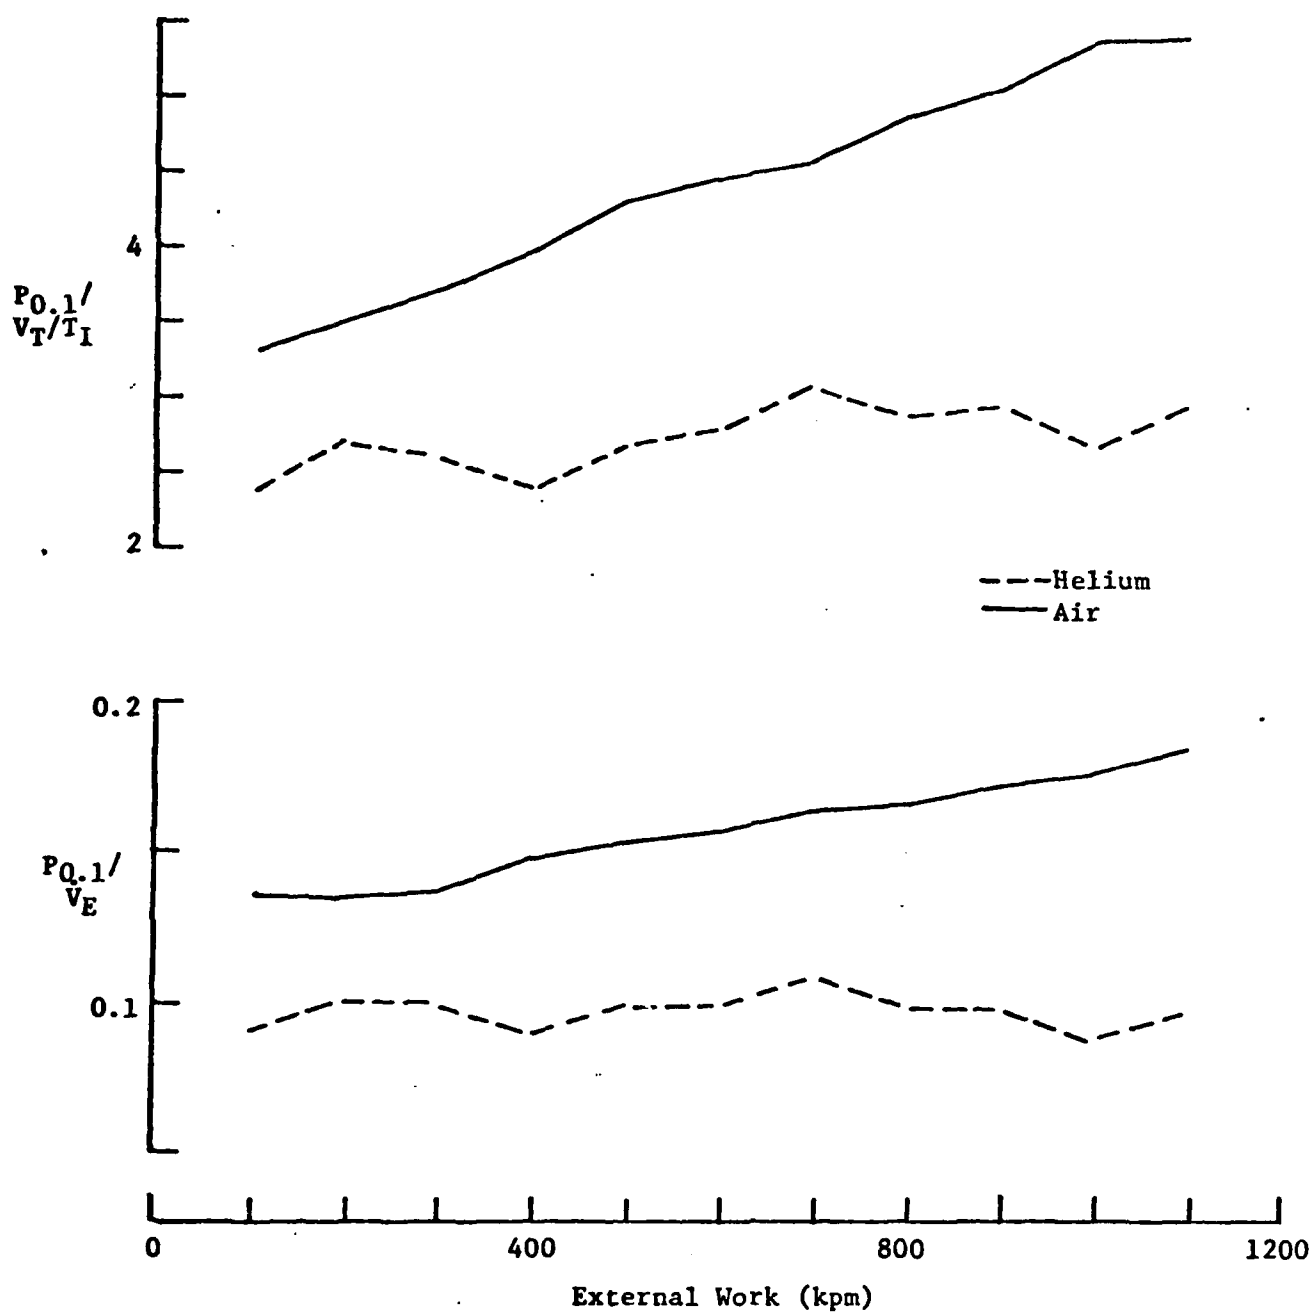 4
P0.1/
VT/TI
2
Helium
Air
0.2
P0.1/
V̇E
0.1
0 400 800 1200
External Work (kpm)